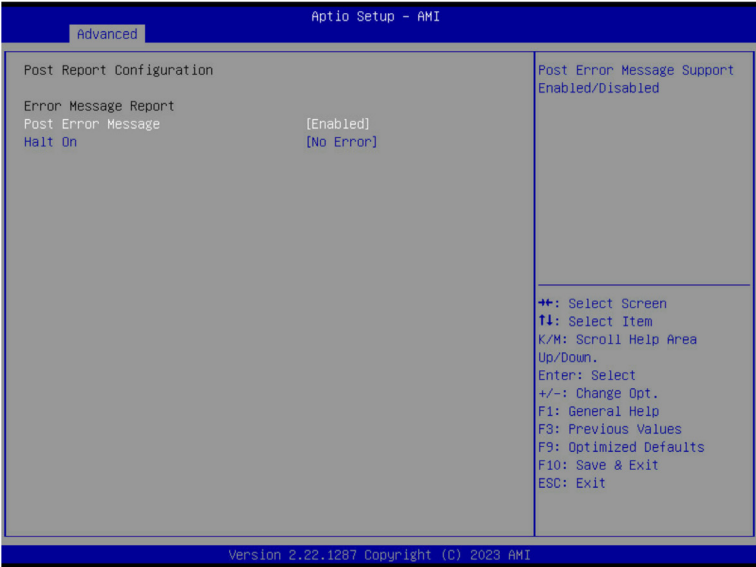 Aptio Setup – AMI
Advanced
Post Report Configuration
Error Message Report
Post Error Message [Enabled]
Halt On [No Error]
Post Error Message Support
Enabled/Disabled
→←: Select Screen
↑↓: Select Item
K/M: Scroll Help Area
Up/Down.
Enter: Select
+/-: Change Opt.
F1: General Help
F3: Previous Values
F9: Optimized Defaults
F10: Save & Exit
ESC: Exit
Version 2.22.1287 Copyright (C) 2023 AMI